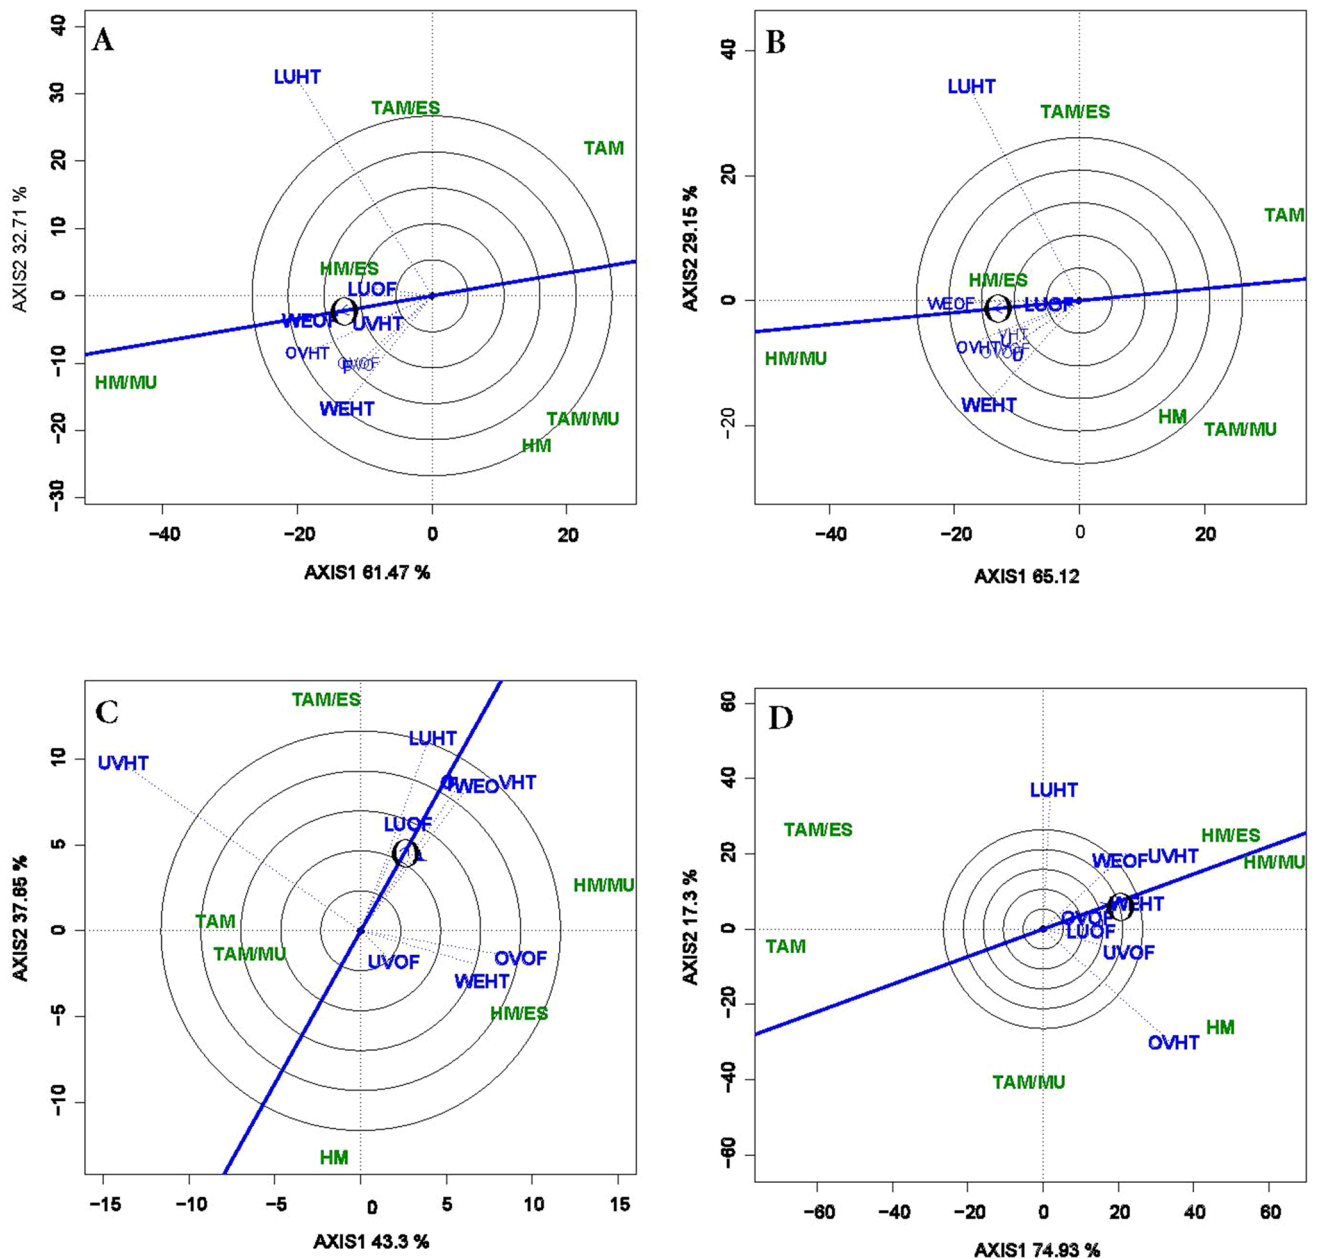 A
40
30
20
10
0
−10
−20
−30
AXIS2 32.71 %
LUHT
TAM/ES
TAM
HM/ES
LUOF
WEOF
UVHT
OVHT
WEHT
HM/MU
TAM/MU
HM
−40 −20 0 20
AXIS1 61.47 %
B
40
20
0
−20
AXIS2 29.15 %
LUHT
TAM/ES
TAM
HM/ES
WEOF
LUOF
OVHT
WEHT
HM/MU
HM
TAM/MU
−40 −20 0 20
AXIS1 65.12
C
10
5
0
−5
−10
AXIS2 37.65 %
TAM/ES
LUHT
UVHT
WEO VHT
LUOF
HM/MU
TAM
TAM/MU
UVOF
OVOF
WEHT
HM/ES
HM
−15 −10 −5 0 5 10 15
AXIS1 43.3 %
D
60
40
20
0
−20
−40
−60
AXIS2 17.3 %
LUHT
TAM/ES
HM/ES
WEOF UVHT
HM/MU
WEHT
OVOF
LUOF
TAM
UVOF
HM
OVHT
TAM/MU
−60 −40 −20 0 20 40 60
AXIS1 74.93 %